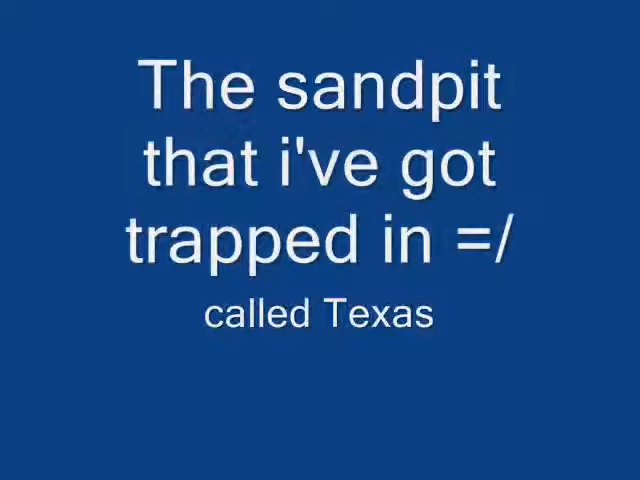 The sandpit
that i've got
trapped in =/
called Texas